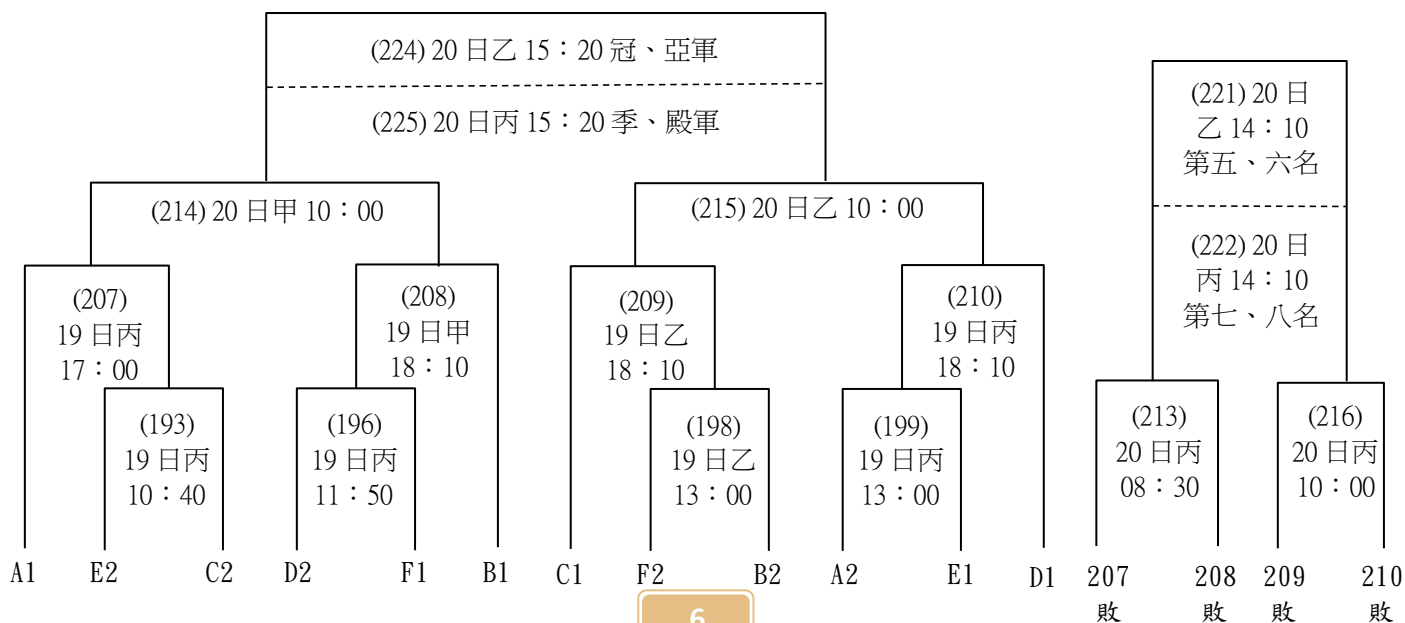 (224) 20 日乙 15：20 冠、亞軍
(225) 20 日丙 15：20 季、殿軍
(221) 20 日
乙 14：10
第五、六名
(214) 20 日甲 10：00
(215) 20 日乙 10：00
(222) 20 日
丙 14：10
第七、八名
(207)
19 日丙
17：00
(208)
19 日甲
18：10
(209)
19 日乙
18：10
(210)
19 日丙
18：10
(193)
19 日丙
10：40
(196)
19 日丙
11：50
(198)
19 日乙
13：00
(199)
19 日丙
13：00
(213)
20 日丙
08：30
(216)
20 日丙
10：00
A1 E2 C2 D2 F1 B1 C1 F2 B2 A2 E1 D1 207 208 209 210
敗 敗 敗 敗
6